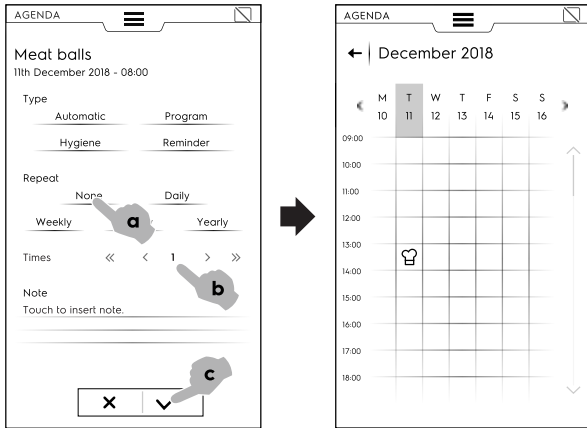 AGENDA
Meat balls
11th December 2018 - 08:00
Type
Automatic Program
Hygiene Reminder
Repeat
None Daily
a
Weekly Yearly
Times « < 1 > »
b
Note
Touch to insert note.
c
AGENDA
December 2018
M T W T F S S
10 11 12 13 14 15 16
09:00
10:00
11:00
12:00
13:00
14:00
15:00
16:00
17:00
18:00